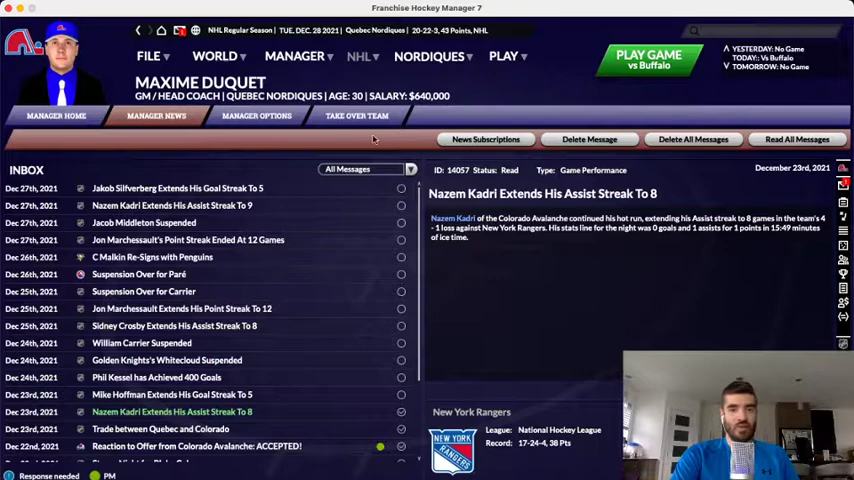 Franchise Hockey Manager 7
NHL Regular Season | TUE. DEC. 28 2021 | Quebec Nordiques | 20-22-3, 43 Points, NHL
FILE WORLD MANAGER NHL NORDIQUES PLAY
PLAY GAME
vs Buffalo
YESTERDAY: No Game
TODAY: : Vs Buffalo
TOMORROW: No Game
MAXIME DUQUET
GM / HEAD COACH | QUEBEC NORDIQUES | AGE: 30 | SALARY: $640,000
MANAGER HOME MANAGER NEWS MANAGER OPTIONS TAKE OVER TEAM
News Subscriptions Delete Message Delete All Messages Read All Messages
INBOX All Messages
Dec 27th, 2021 Jakob Silfverberg Extends His Goal Streak To 5
Dec 27th, 2021 Nazem Kadri Extends His Assist Streak To 9
Dec 27th, 2021 Jacob Middleton Suspended
Dec 27th, 2021 Jon Marchessault's Point Streak Ended At 12 Games
Dec 26th, 2021 C Malkin Re-Signs with Penguins
Dec 26th, 2021 Suspension Over for Paré
Dec 25th, 2021 Suspension Over for Carrier
Dec 25th, 2021 Jon Marchessault Extends His Point Streak To 12
Dec 25th, 2021 Sidney Crosby Extends His Assist Streak To 8
Dec 24th, 2021 William Carrier Suspended
Dec 24th, 2021 Golden Knights's Whitecloud Suspended
Dec 24th, 2021 Phil Kessel has Achieved 400 Goals
Dec 23rd, 2021 Mike Hoffman Extends His Goal Streak To 5
Dec 23rd, 2021 Nazem Kadri Extends His Assist Streak To 8
Dec 23rd, 2021 Trade between Quebec and Colorado
Dec 22nd, 2021 Reaction to Offer from Colorado Avalanche: ACCEPTED!
Response needed PM
ID: 14057 Status: Read Type: Game Performance December 23rd, 2021
Nazem Kadri Extends His Assist Streak To 8
Nazem Kadri of the Colorado Avalanche continued his hot run, extending his Assist streak to 8 games in the team's 4
- 1 loss against New York Rangers. His stats line for the night was 0 goals and 1 assists for 1 points in 15:49 minutes
of ice time.
New York Rangers
NEW YORK
RANGERS
League: National Hockey League
Record: 17-24-4, 38 Pts